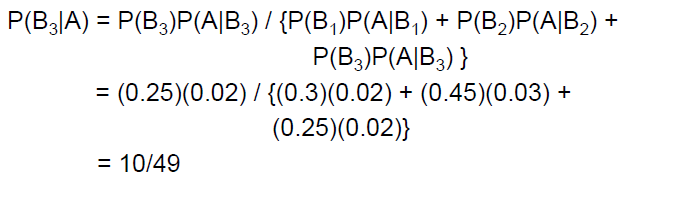 P(B₃|A) = P(B₃)P(A|B₃) / {P(B₁)P(A|B₁) + P(B₂)P(A|B₂) +
P(B₃)P(A|B₃) }
= (0.25)(0.02) / {(0.3)(0.02) + (0.45)(0.03) +
(0.25)(0.02)}
= 10/49